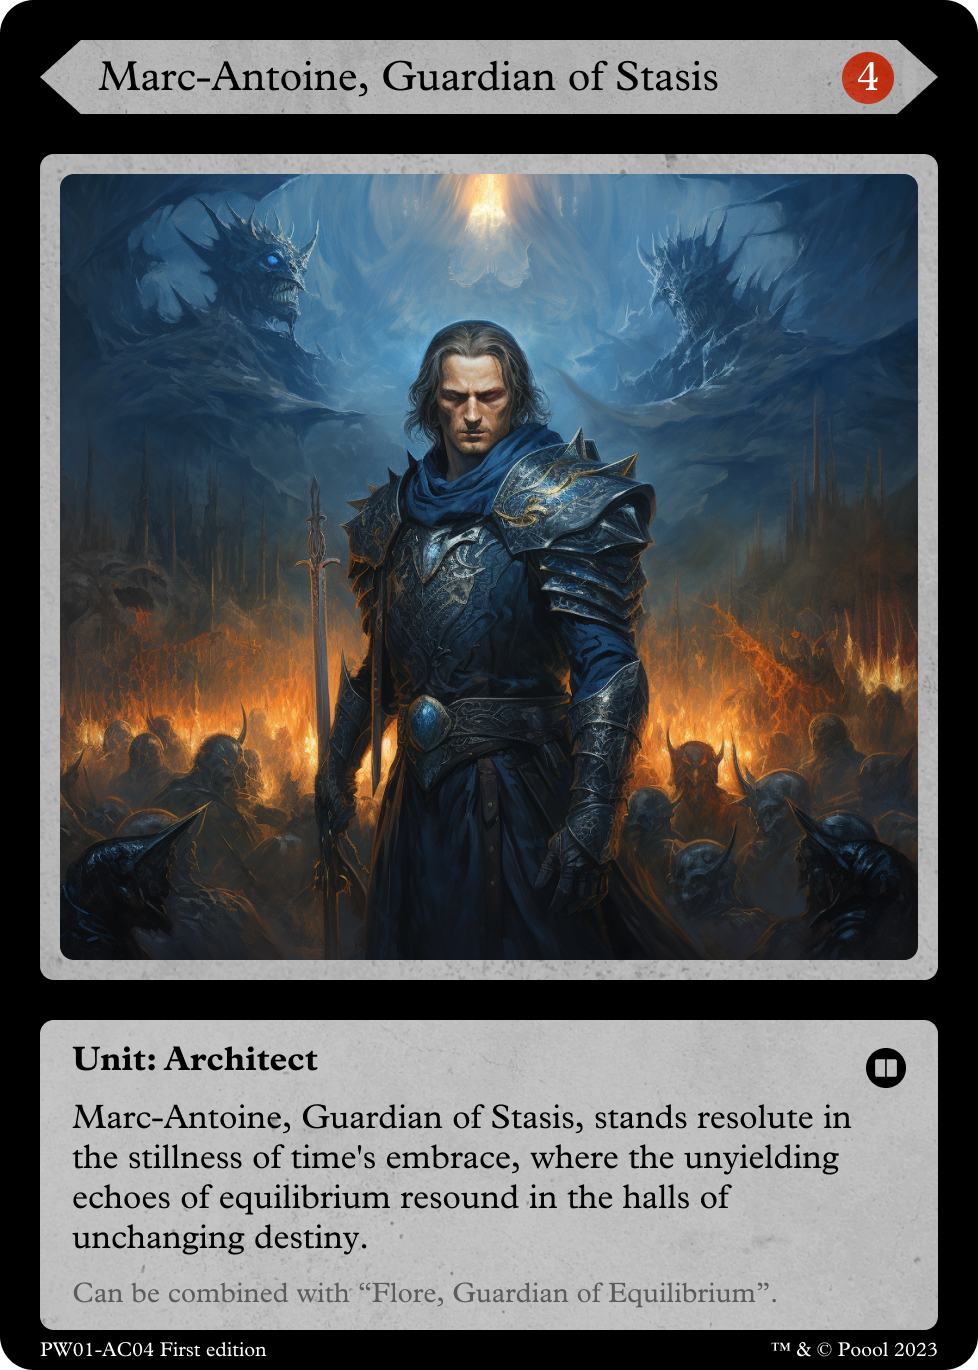 Marc-Antoine, Guardian of Stasis 4
Unit: Architect
Marc-Antoine, Guardian of Stasis, stands resolute in
the stillness of time's embrace, where the unyielding
echoes of equilibrium resound in the halls of
unchanging destiny.
Can be combined with “Flore, Guardian of Equilibrium”.
PW01-AC04 First edition ™ & © Poool 2023